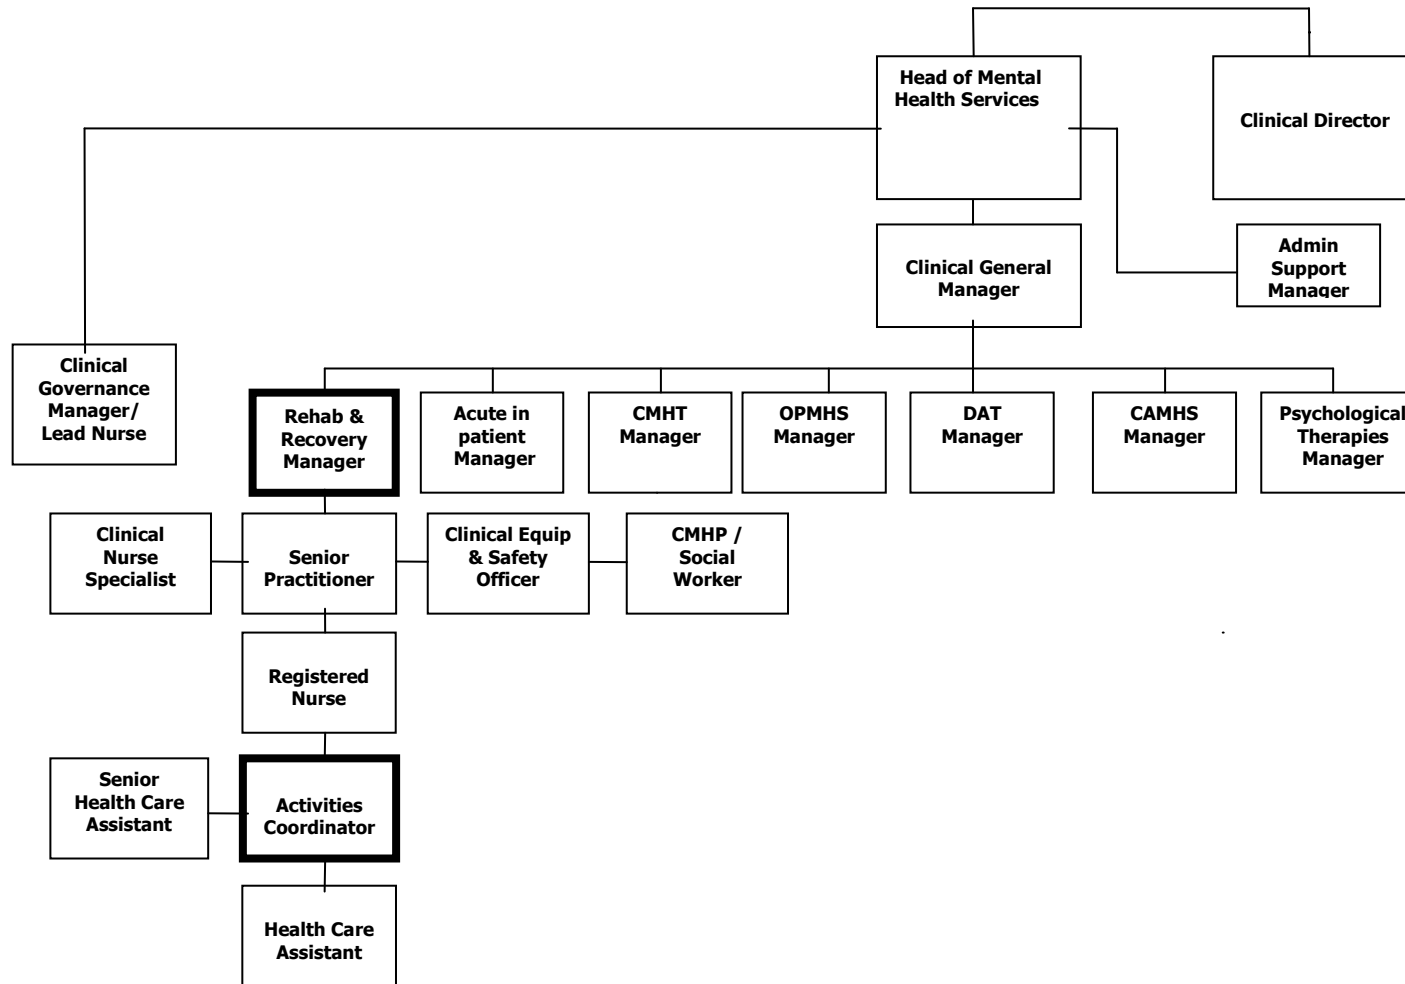 Head of Mental
Health Services
Clinical Director
Clinical General
Manager
Admin
Support
Manager
Clinical
Governance
Manager/
Lead Nurse
Rehab &
Recovery
Manager
Acute in
patient
Manager
CMHT
Manager
OPMHS
Manager
DAT
Manager
CAMHS
Manager
Psychological
Therapies
Manager
Clinical
Nurse
Specialist
Senior
Practitioner
Clinical Equip
& Safety
Officer
CMHP /
Social
Worker
Registered
Nurse
Senior
Health Care
Assistant
Activities
Coordinator
Health Care
Assistant